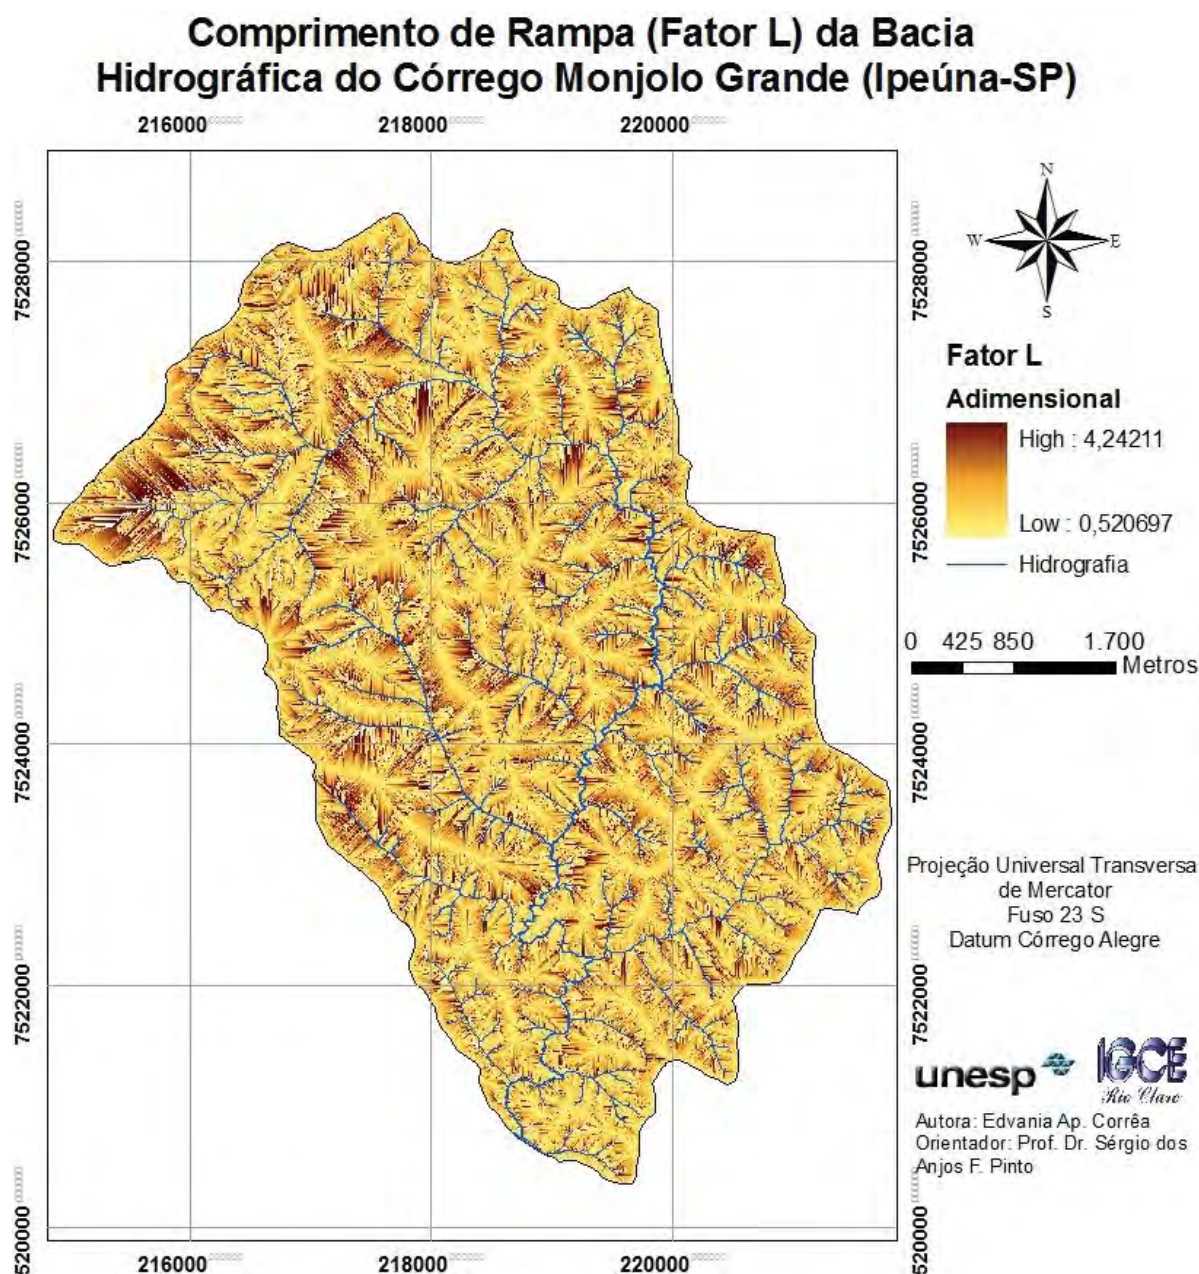 Comprimento de Rampa (Fator L) da Bacia
Hidrográfica do Córrego Monjolo Grande (Ipeúna-SP)
216000 218000 220000
7528000
7526000
7524000
7522000
7520000
7528000
7526000
7524000
7522000
7520000
216000 218000 220000
N
W E
S
Fator L
Adimensional
High : 4,24211
Low : 0,520697
Hidrografia
0 425 850 1.700
Metros
Projeção Universal Transversa
de Mercator
Fuso 23 S
Datum Córrego Alegre
unesp
IGCE
Rio Claro
Autora: Edvania Ap. Corrêa
Orientador: Prof. Dr. Sérgio dos
Anjos F. Pinto